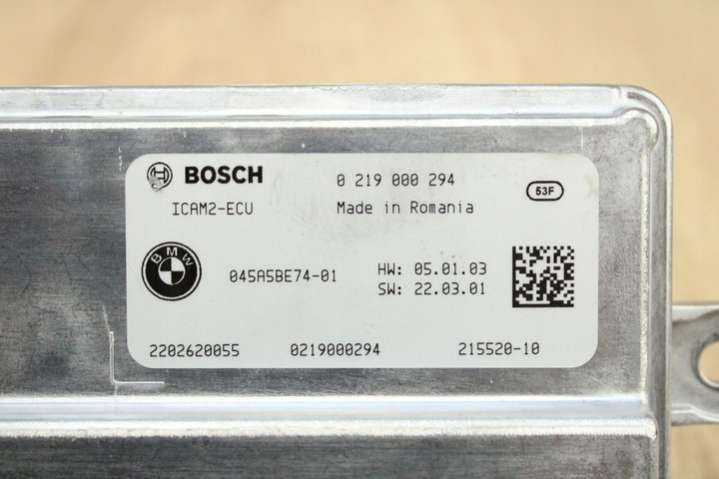 BOSCH 0 219 000 294 53F
ICAM2-ECU Made in Romania
BMW
045A5BE74-01 HW: 05.01.03
SW: 22.03.01
2202620055 0219000294 215520-10